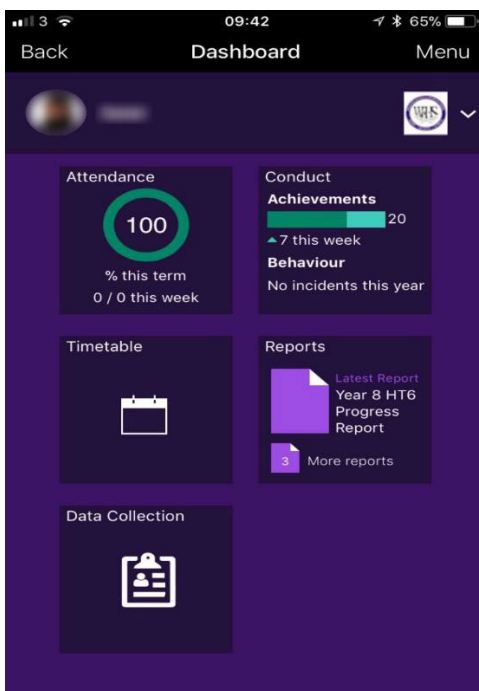 3 09:42 65%
Back Dashboard Menu
WHS
Attendance
100
% this term
0 / 0 this week
Conduct
Achievements
20
7 this week
Behaviour
No incidents this year
Timetable
Reports
Latest Report
Year 8 HT6
Progress
Report
3 More reports
Data Collection